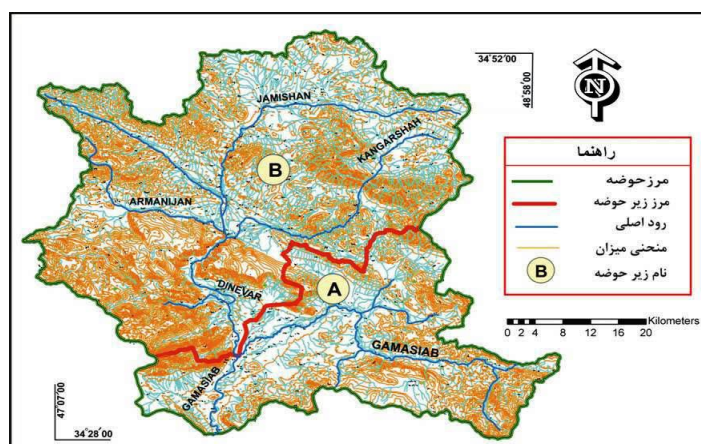 34˚52'00"
48˚58'00"
N
JAMISHAN
KANGARSHAH
B
ARMANIJAN
DINEVAR
A
GAMASIAB
GAMASIAB
47˚07'00"
34˚28'00"
راهنما
مرز حوضه
مرز زیر حوضه
رود اصلی
منحنی میزان
B نام زیر حوضه
Kilometers
0 2 4 8 12 16 20